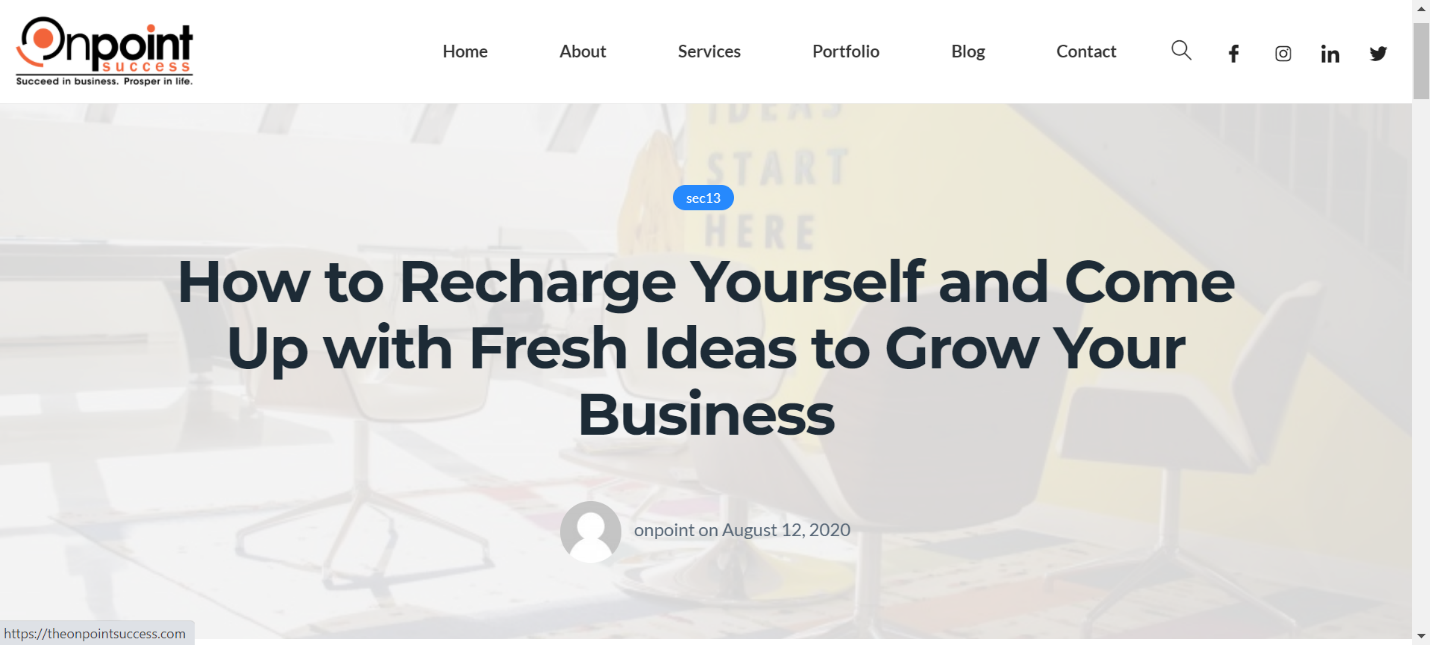 Onpoint
success
Succeed in business. Prosper in life.
Home About Services Portfolio Blog Contact
IDEAS
START
HERE
sec13
How to Recharge Yourself and Come
Up with Fresh Ideas to Grow Your
Business
onpoint on August 12, 2020
https://theonpointsuccess.com